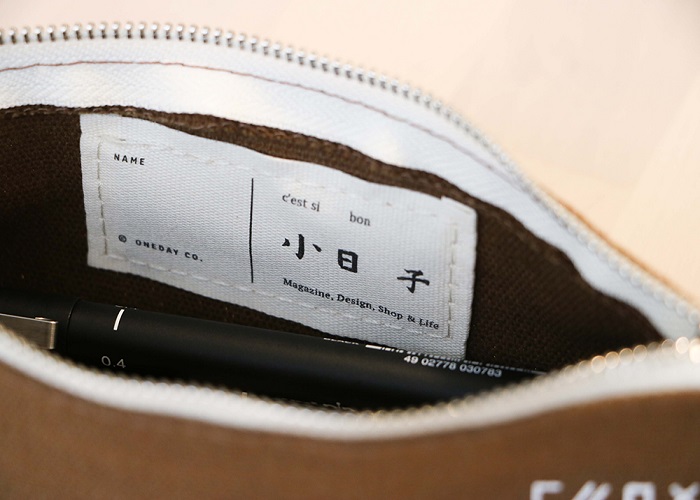 NAME
© ONEDAY CO.
c'est si bon
小日子
Magazine, Design, Shop & Life
0.4
49 02778 030783